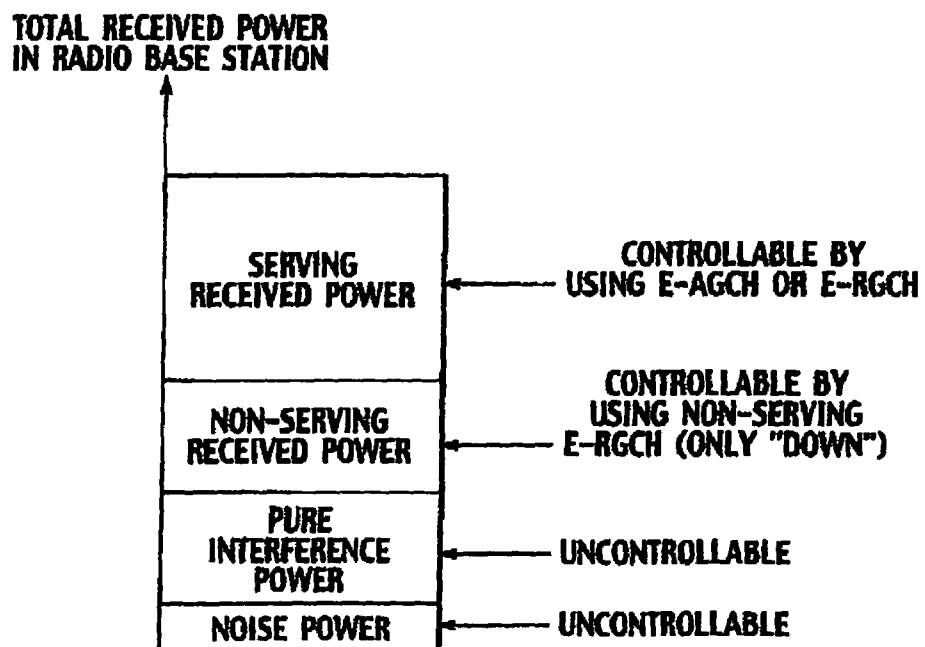 TOTAL RECEIVED POWER
IN RADIO BASE STATION
SERVING
RECEIVED POWER
CONTROLLABLE BY
USING E-AGCH OR E-RGCH
NON-SERVING
RECEIVED POWER
CONTROLLABLE BY
USING NON-SERVING
E-RGCH (ONLY "DOWN")
PURE
INTERFERENCE
POWER
UNCONTROLLABLE
NOISE POWER
UNCONTROLLABLE